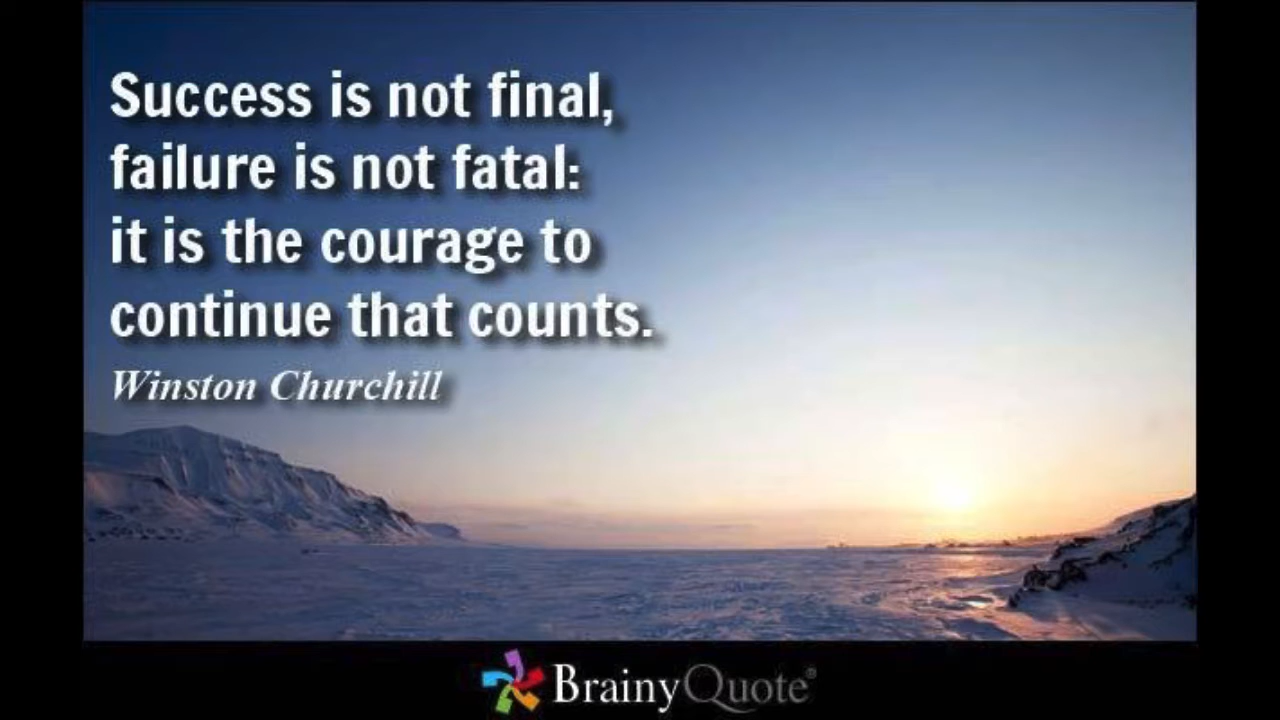 Success is not final,
failure is not fatal:
it is the courage to
continue that counts.
Winston Churchill
BrainyQuote®